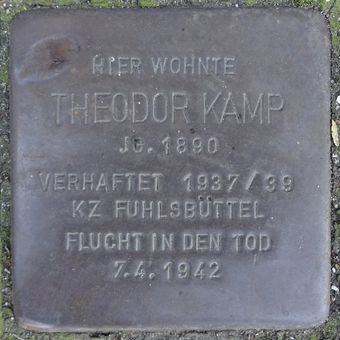 HIER WOHNTE
THEODOR KAMP
JG. 1890
VERHAFTET 1937/39
KZ FUHLSBÜTTEL
FLUCHT IN DEN TOD
7.4.1942